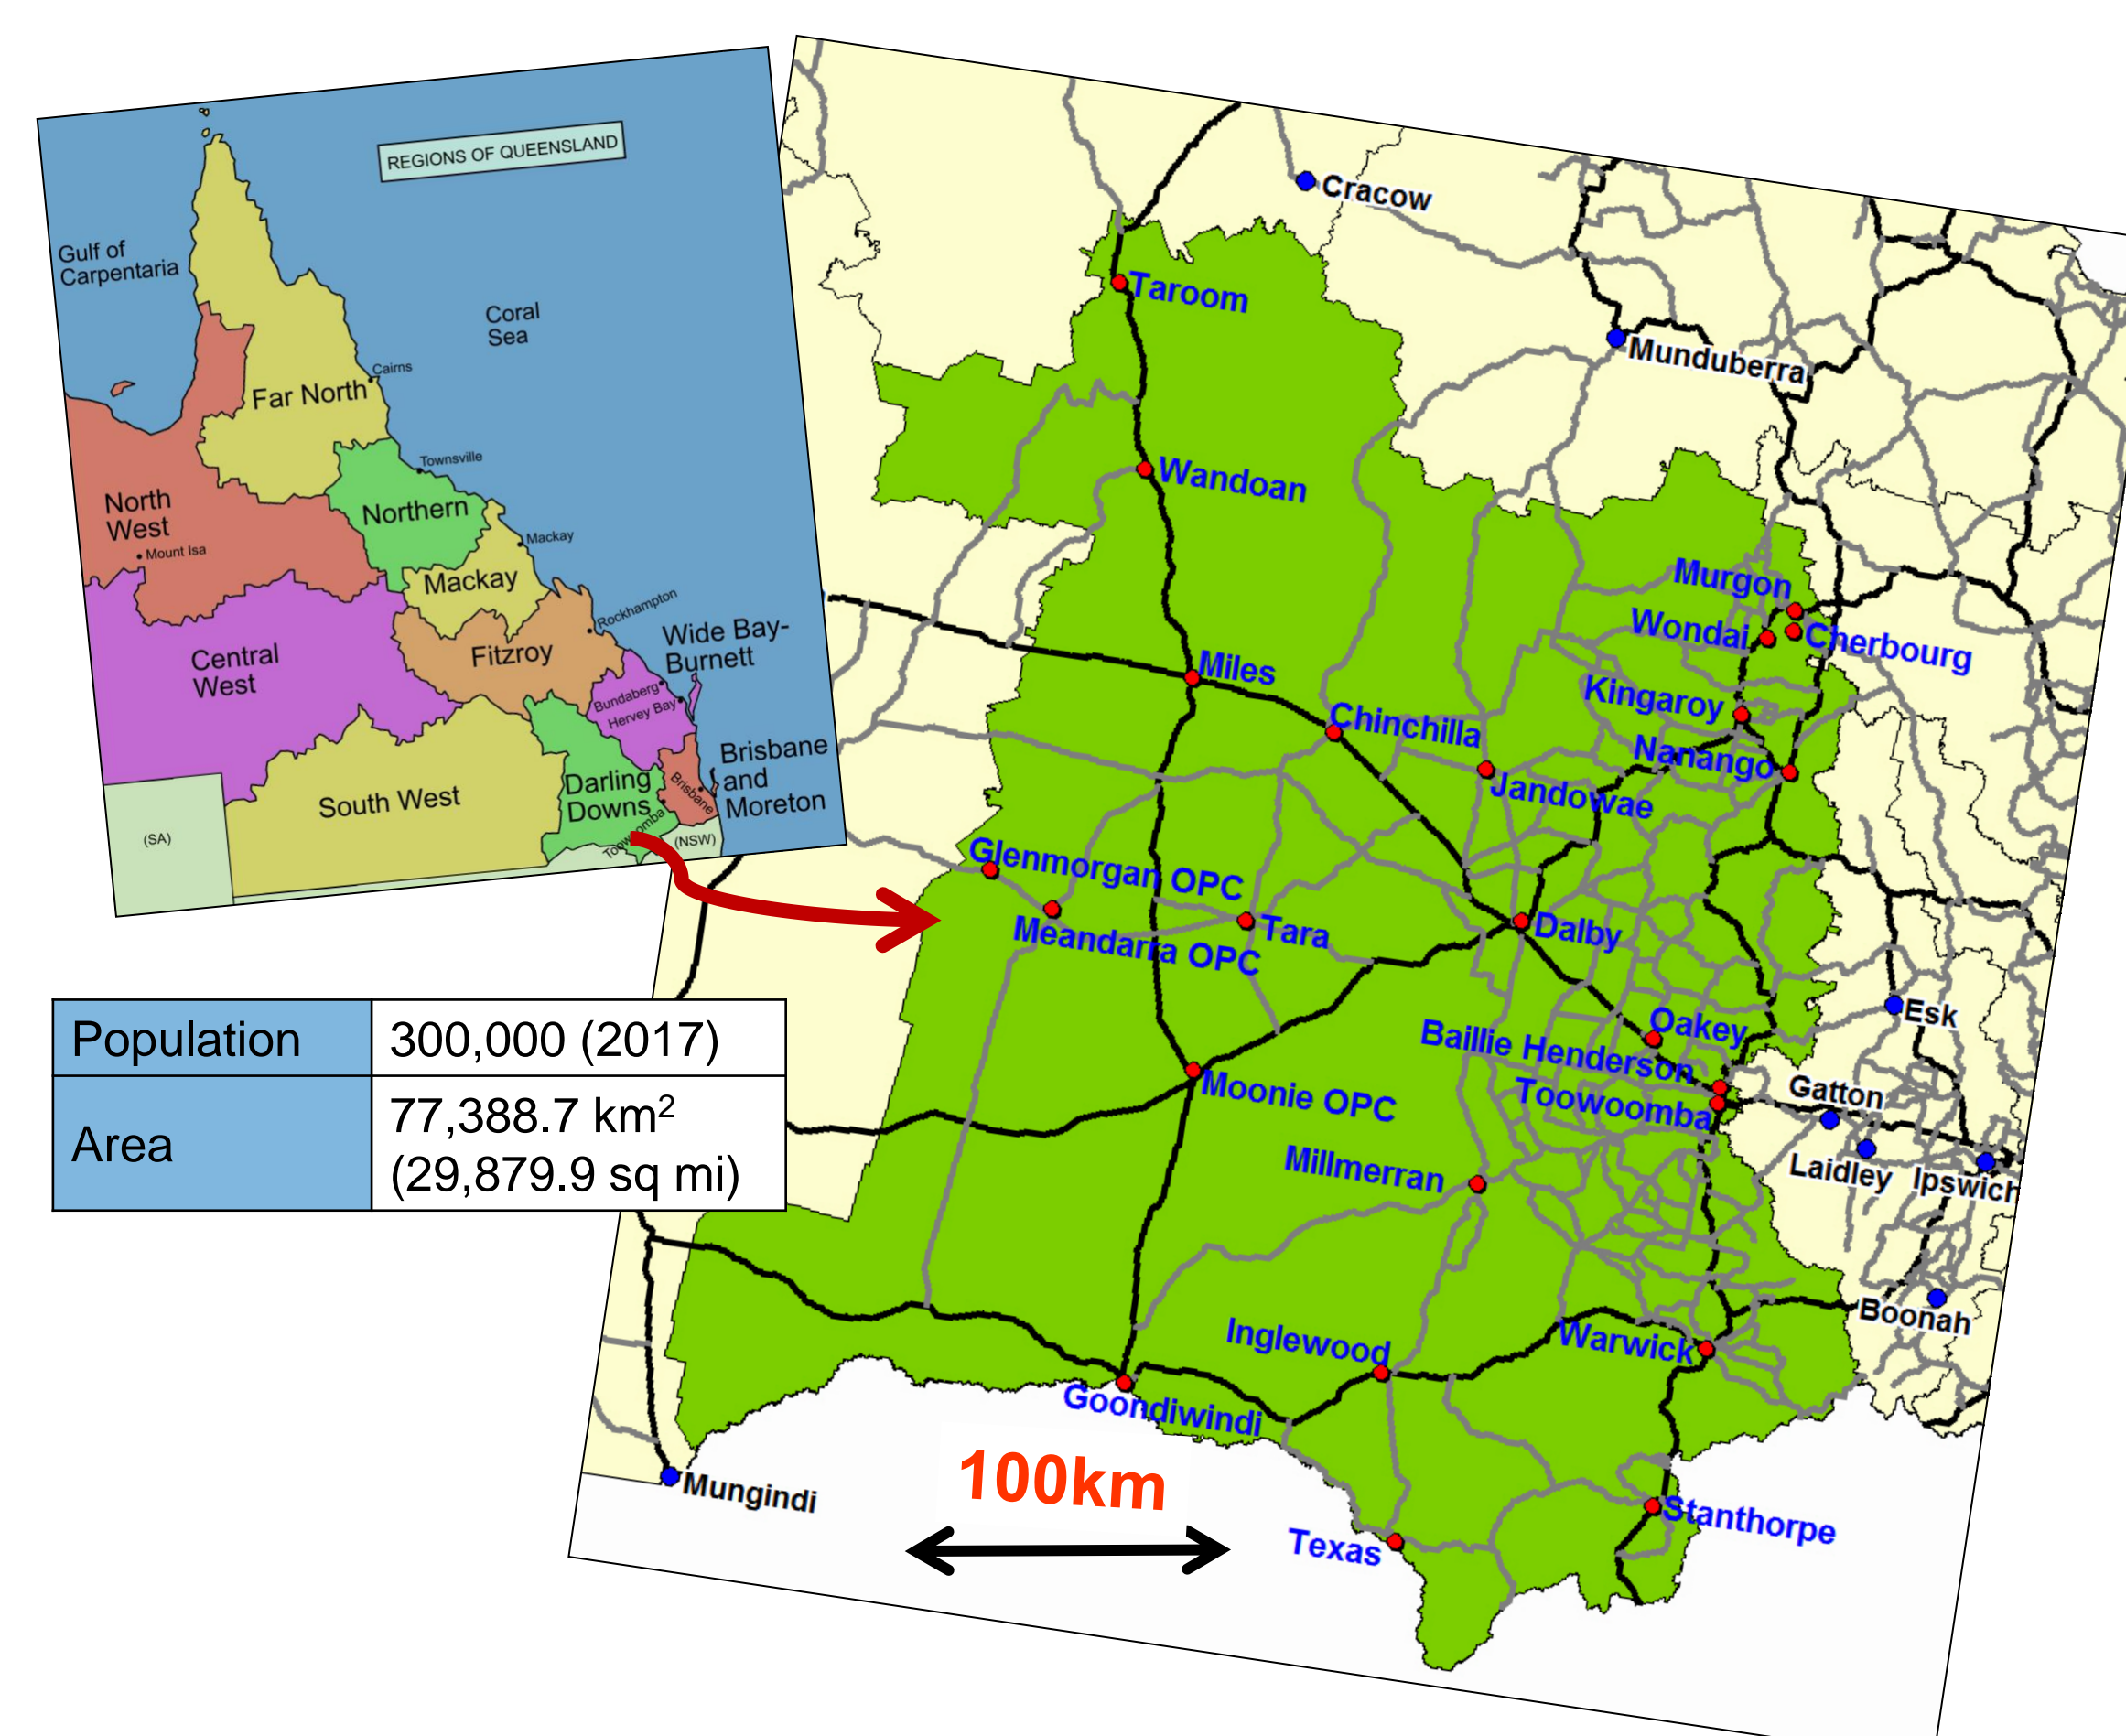 REGIONS OF QUEENSLAND
Gulf of
Carpentaria
Coral
Sea
Cairns
Far North
Townsville
North
West
Mount Isa
Northern
Mackay
Mackay
Rockhampton
Wide Bay-
Burnett
Central
West
Fitzroy
Bundaberg
Hervey Bay
Brisbane
and
Moreton
Brisbane
Darling
Downs
South West
Toowoomba
(SA)
(NSW)
Cracow
Taroom
Munduberra
Wandoan
Murgon
Wondai
Cherbourg
Miles
Kingaroy
Chinchilla
Nanango
Jandowae
Glenmorgan OPC
Meandarra OPC
Tara
Dalby
Esk
Oakey
Baillie Henderson
Toowoomba
Gatton
Moonie OPC
Laidley
Ipswich
Millmerran
Boonah
Inglewood
Warwick
Goondiwindi
Mungindi
Stanthorpe
Texas
100km
Population 300,000 (2017)
Area 77,388.7 km²
(29,879.9 sq mi)